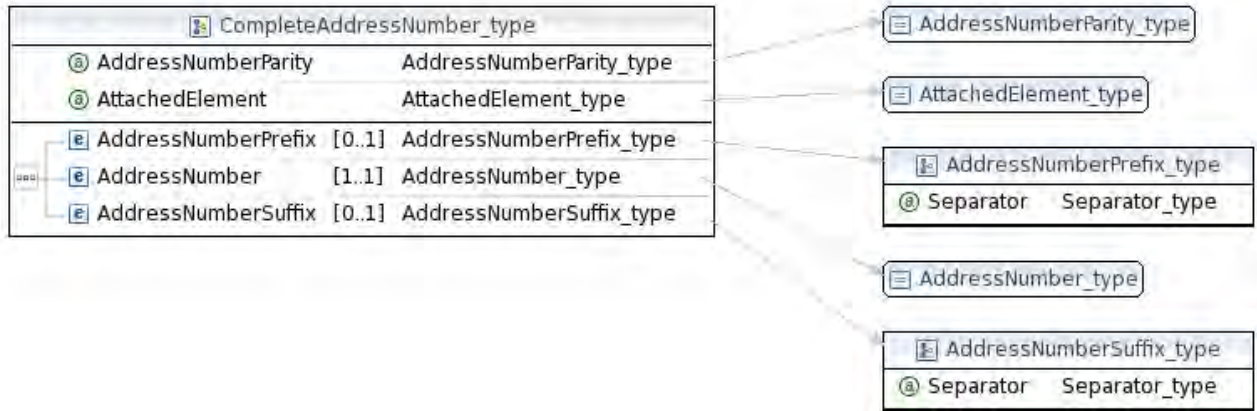 CompleteAddressNumber_type
AddressNumberParity AddressNumberParity_type
AttachedElement AttachedElement_type
AddressNumberPrefix [0..1] AddressNumberPrefix_type
AddressNumber [1..1] AddressNumber_type
AddressNumberSuffix [0..1] AddressNumberSuffix_type
AddressNumberParity_type
AttachedElement_type
AddressNumberPrefix_type
Separator Separator_type
AddressNumber_type
AddressNumberSuffix_type
Separator Separator_type